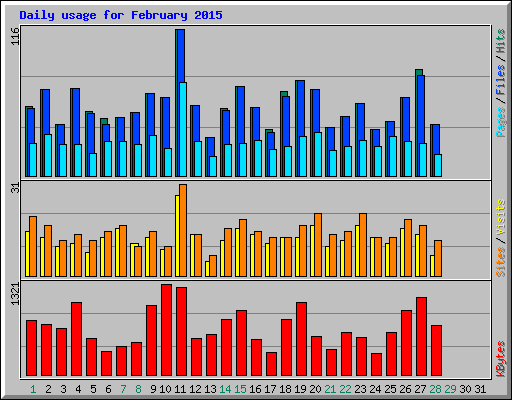 Daily usage for February 2015
116
Pages/Files/Hits
31
Sites/Visits
1321
KBytes
1 2 3 4 5 6 7 8 9 10 11 12 13 14 15 16 17 18 19 20 21 22 23 24 25 26 27 28 29 30 31